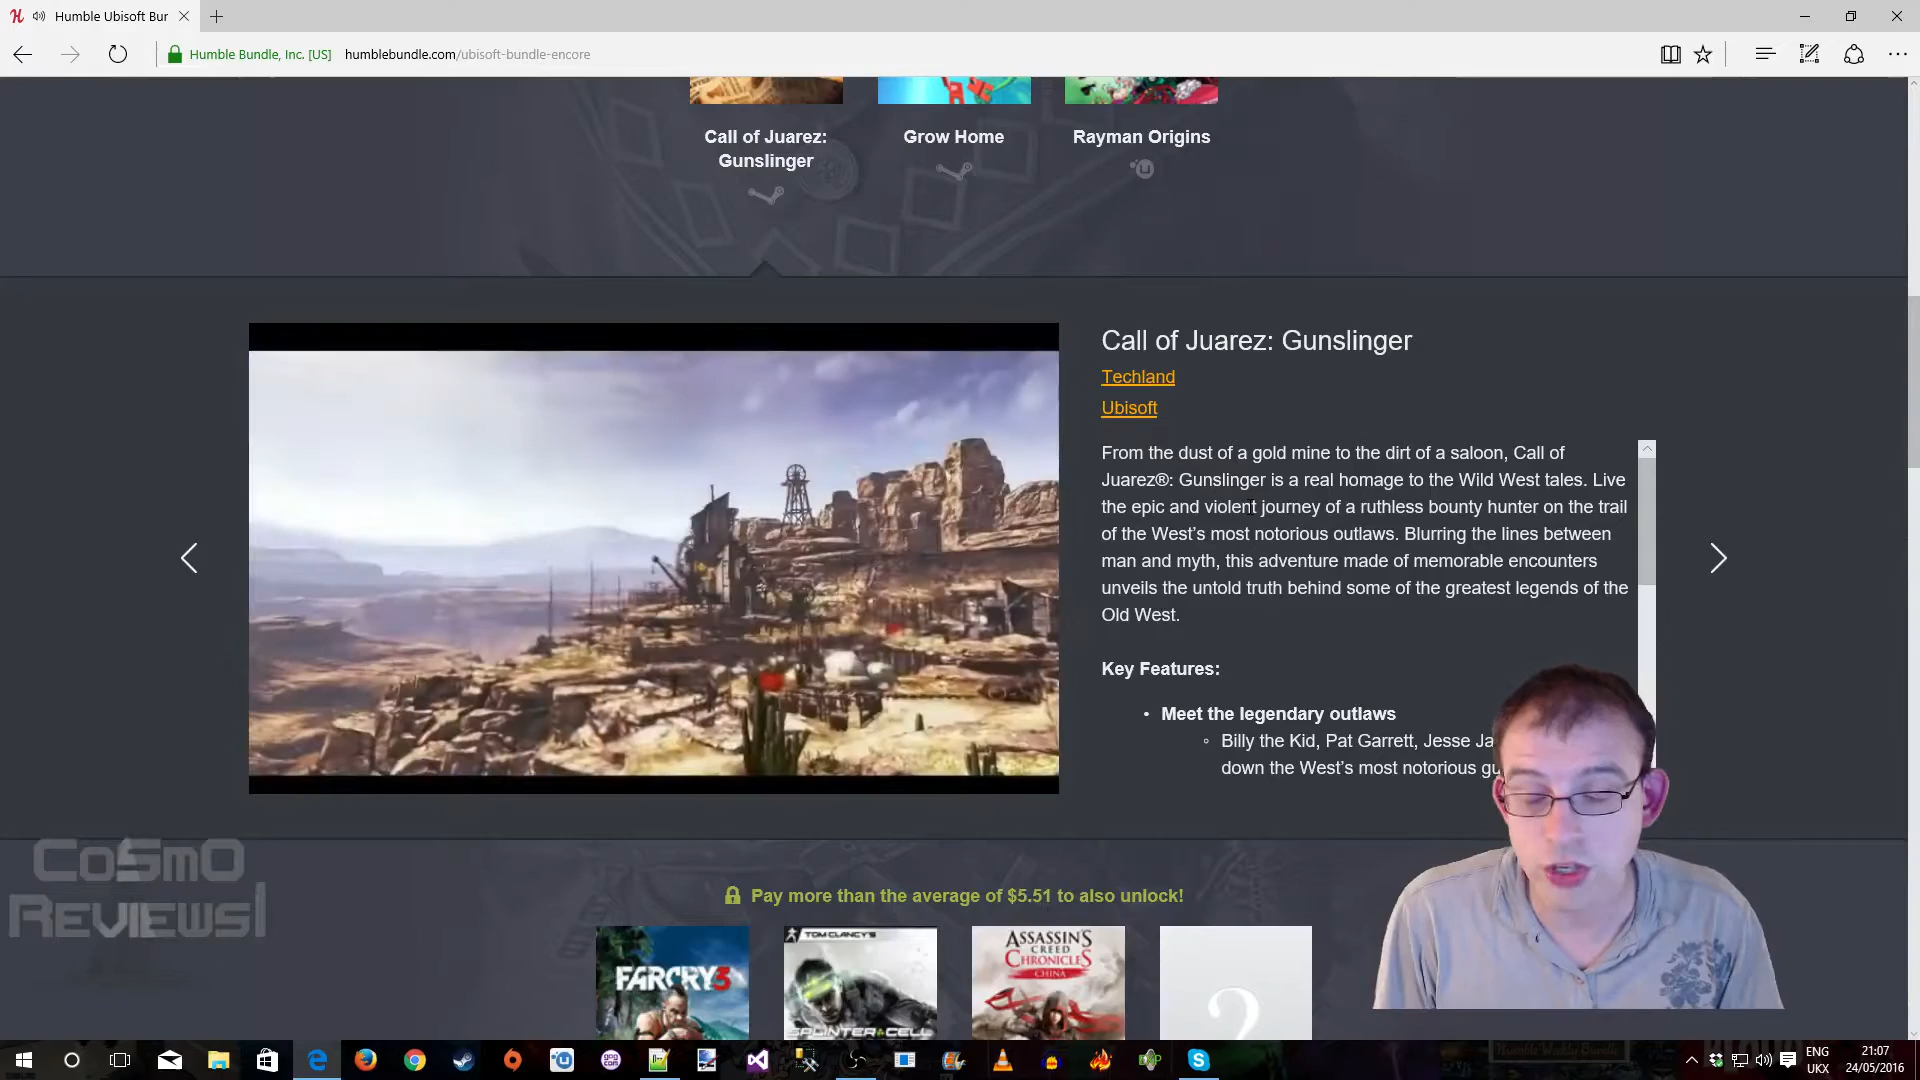 Humble Ubisoft Bur
Humble Bundle, Inc. [US]
humblebundle.com/ubisoft-bundle-encore
Call of Juarez:
Gunslinger
Grow Home
Rayman Origins
Call of Juarez: Gunslinger
Techland
Ubisoft
From the dust of a gold mine to the dirt of a saloon, Call of
Juarez®: Gunslinger is a real homage to the Wild West tales. Live
the epic and violent journey of a ruthless bounty hunter on the trail
of the West’s most notorious outlaws. Blurring the lines between
man and myth, this adventure made of memorable encounters
unveils the untold truth behind some of the greatest legends of the
Old West.
Key Features:
• Meet the legendary outlaws
◦ Billy the Kid, Pat Garrett, Jesse Ja
down the West’s most notorious gu
CoSmO
REViEWS!
Pay more than the average of $5.51 to also unlock!
FARCRY3
TOM CLANCY'S
SPLINTER CELL
ASSASSIN'S
CREED
CHRONICLES
CHINA
?
Humble Weekly Bundle
gog
com
ENG
UKX
21:07
24/05/2016